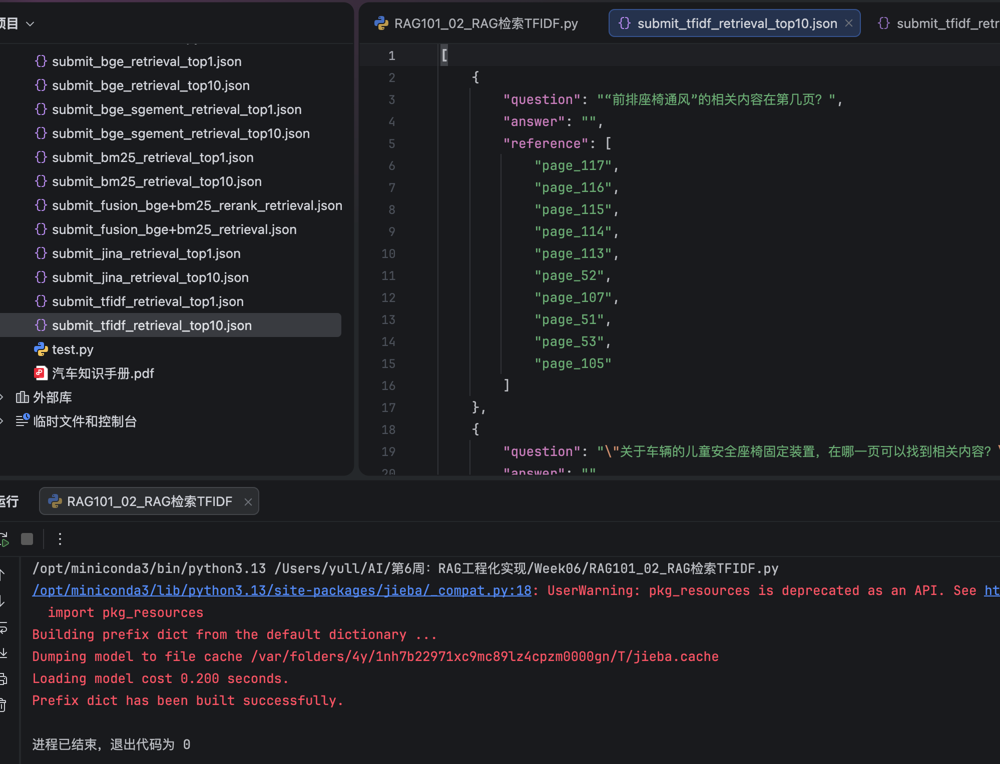 项目
submit_bge_retrieval_top1.json
submit_bge_retrieval_top10.json
submit_bge_sgement_retrieval_top1.json
submit_bge_sgement_retrieval_top10.json
submit_bm25_retrieval_top1.json
submit_bm25_retrieval_top10.json
submit_fusion_bge+bm25_rerank_retrieval.json
submit_fusion_bge+bm25_retrieval.json
submit_jina_retrieval_top1.json
submit_jina_retrieval_top10.json
submit_tfidf_retrieval_top1.json
submit_tfidf_retrieval_top10.json
test.py
汽车知识手册.pdf
外部库
临时文件和控制台
RAG101_02_RAG检索TFIDF.py
submit_tfidf_retrieval_top10.json
submit_tfidf_retr
1 [
2 {
3 "question": "“前排座椅通风”的相关内容在第几页？",
4 "answer": "",
5 "reference": [
6 "page_117",
7 "page_116",
8 "page_115",
9 "page_114",
10 "page_113",
11 "page_52",
12 "page_107",
13 "page_51",
14 "page_53",
15 "page_105"
16 ]
17 },
18 {
19 "question": "\"关于车辆的儿童安全座椅固定装置，在哪一页可以找到相关内容？\
20 "answer": ""
运行
RAG101_02_RAG检索TFIDF
/opt/miniconda3/bin/python3.13 /Users/yull/AI/第6周：RAG工程化实现/Week06/RAG101_02_RAG检索TFIDF.py
/opt/miniconda3/lib/python3.13/site-packages/jieba/_compat.py:18: UserWarning: pkg_resources is deprecated as an API. See ht
import pkg_resources
Building prefix dict from the default dictionary ...
Dumping model to file cache /var/folders/4y/1nh7b22971xc9mc89lz4cpzm0000gn/T/jieba.cache
Loading model cost 0.200 seconds.
Prefix dict has been built successfully.
进程已结束，退出代码为 0